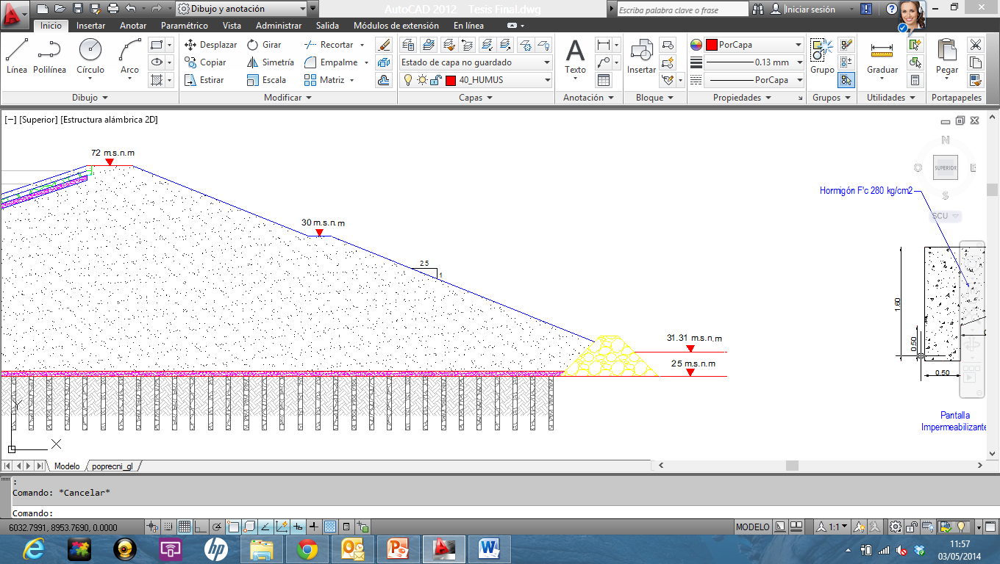 AutoCAD 2012 Tesis Final.dwg
Dibujo y anotación
Escriba palabra clave o frase
Iniciar sesión
Inicio Insertar Anotar Paramétrico Vista Administrar Salida Módulos de extensión En línea
Línea Polilínea Círculo Arco
Desplazar Girar Recortar
Copiar Simetría Empalme
Estirar Escala Matriz
Estado de capa no guardado
40_HUMUS
Texto
Insertar
PorCapa
0.13 mm
PorCapa
Grupo
Graduar
Pegar
Dibujo Modificar Capas Anotación Bloque Propiedades Grupos Utilidades Portapapeles
[−] [Superior] [Estructura alámbrica 2D]
N
O SUPERIOR E
S
SCU
72 m.s.n.m
30 m.s.n.m
25
1
31.31 m.s.n.m
25 m.s.n.m
Hormigón F'c 280 kg/cm2
1.60
0.50
0.50
Pantalla
Impermeabilizante
Y
X
Modelo poprecni_gl
:
Comando: *Cancelar*
Comando:
6032.7991, 8953.7690, 0.0000
MODELO
1:1
hp
11:57
03/05/2014